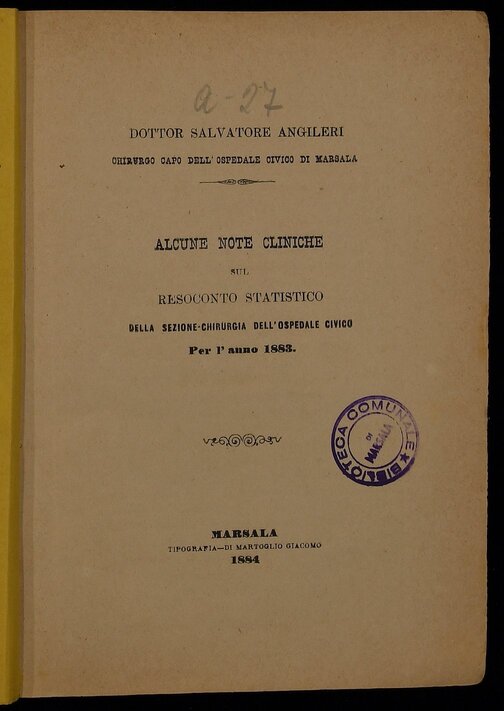 a-27
DOTTOR SALVATORE ANGILERI
CHIRURGO CAPO DELL'OSPEDALE CIVICO DI MARSALA
ALCUNE NOTE CLINICHE
SUL
RESOCONTO STATISTICO
DELLA SEZIONE-CHIRURGIA DELL'OSPEDALE CIVICO
Per l'anno 1883.
BIBLIOTECA COMUNALE
DI
MARSALA
MARSALA
TIPOGRAFIA—DI MARTOGLIO GIACOMO
1884